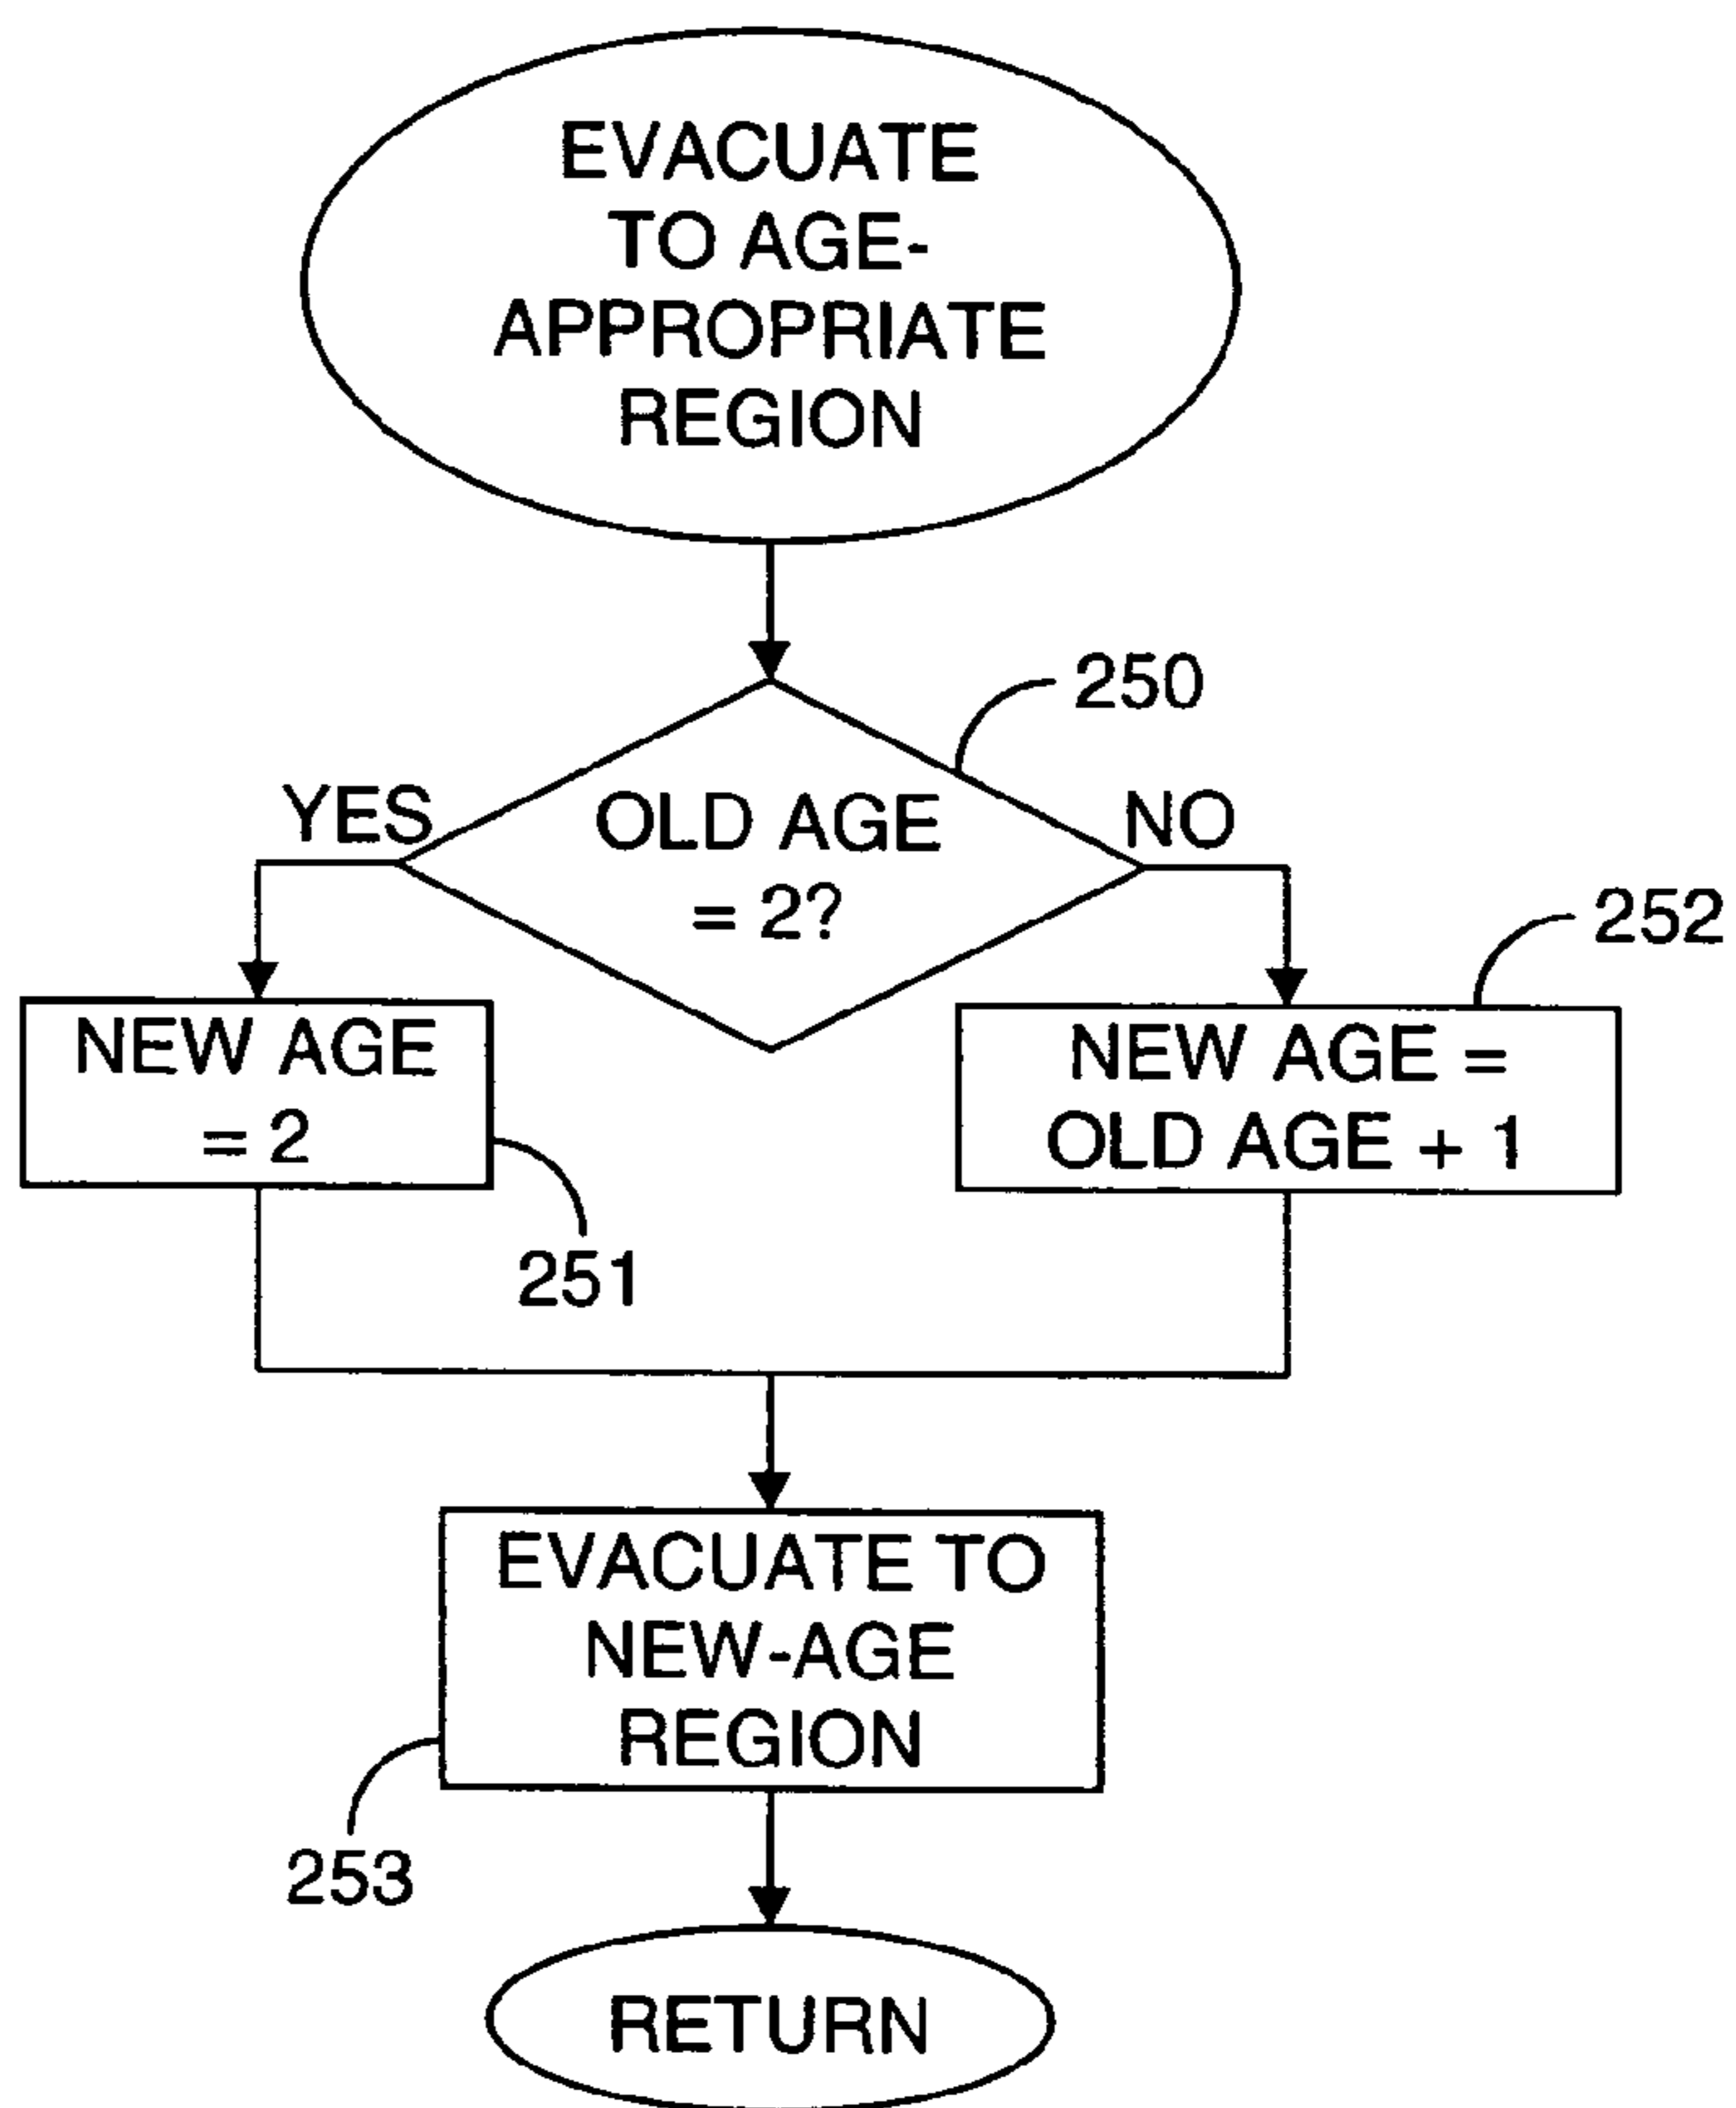 EVACUATE
TO AGE-
APPROPRIATE
REGION
250
YES
OLD AGE
= 2?
NO
252
NEW AGE
= 2
NEW AGE =
OLD AGE + 1
251
EVACUATE TO
NEW-AGE
REGION
253
RETURN